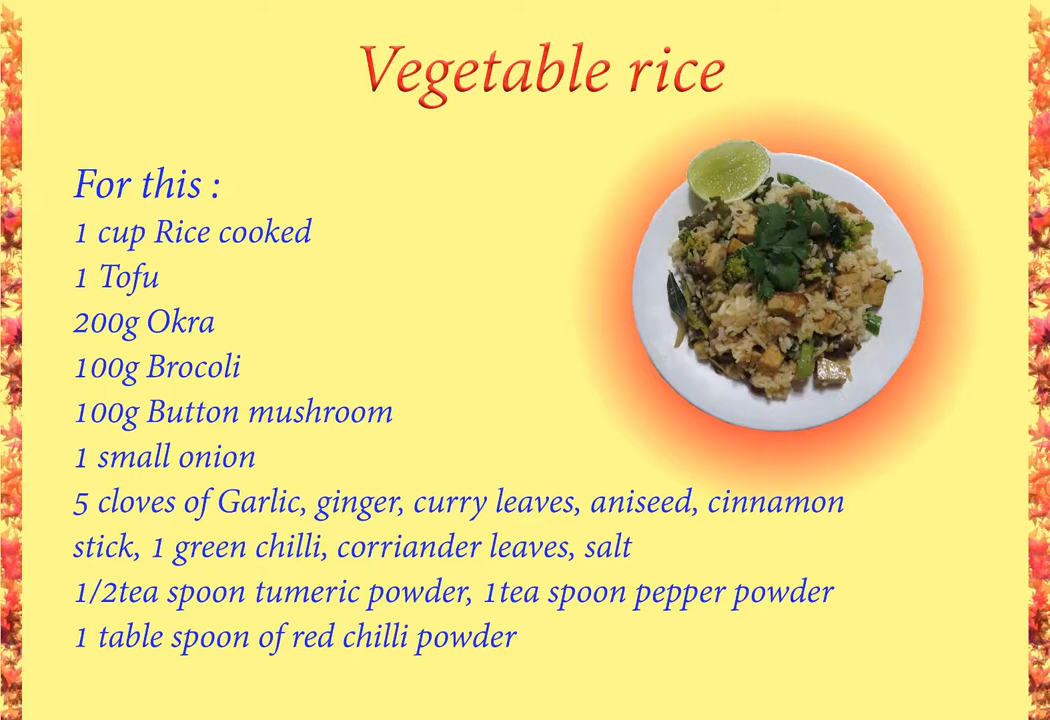 Vegetable rice
For this :
1 cup Rice cooked
1 Tofu
200g Okra
100g Brocoli
100g Button mushroom
1 small onion
5 cloves of Garlic, ginger, curry leaves, aniseed, cinnamon
stick, 1 green chilli, corriander leaves, salt
1/2tea spoon tumeric powder, 1tea spoon pepper powder
1 table spoon of red chilli powder